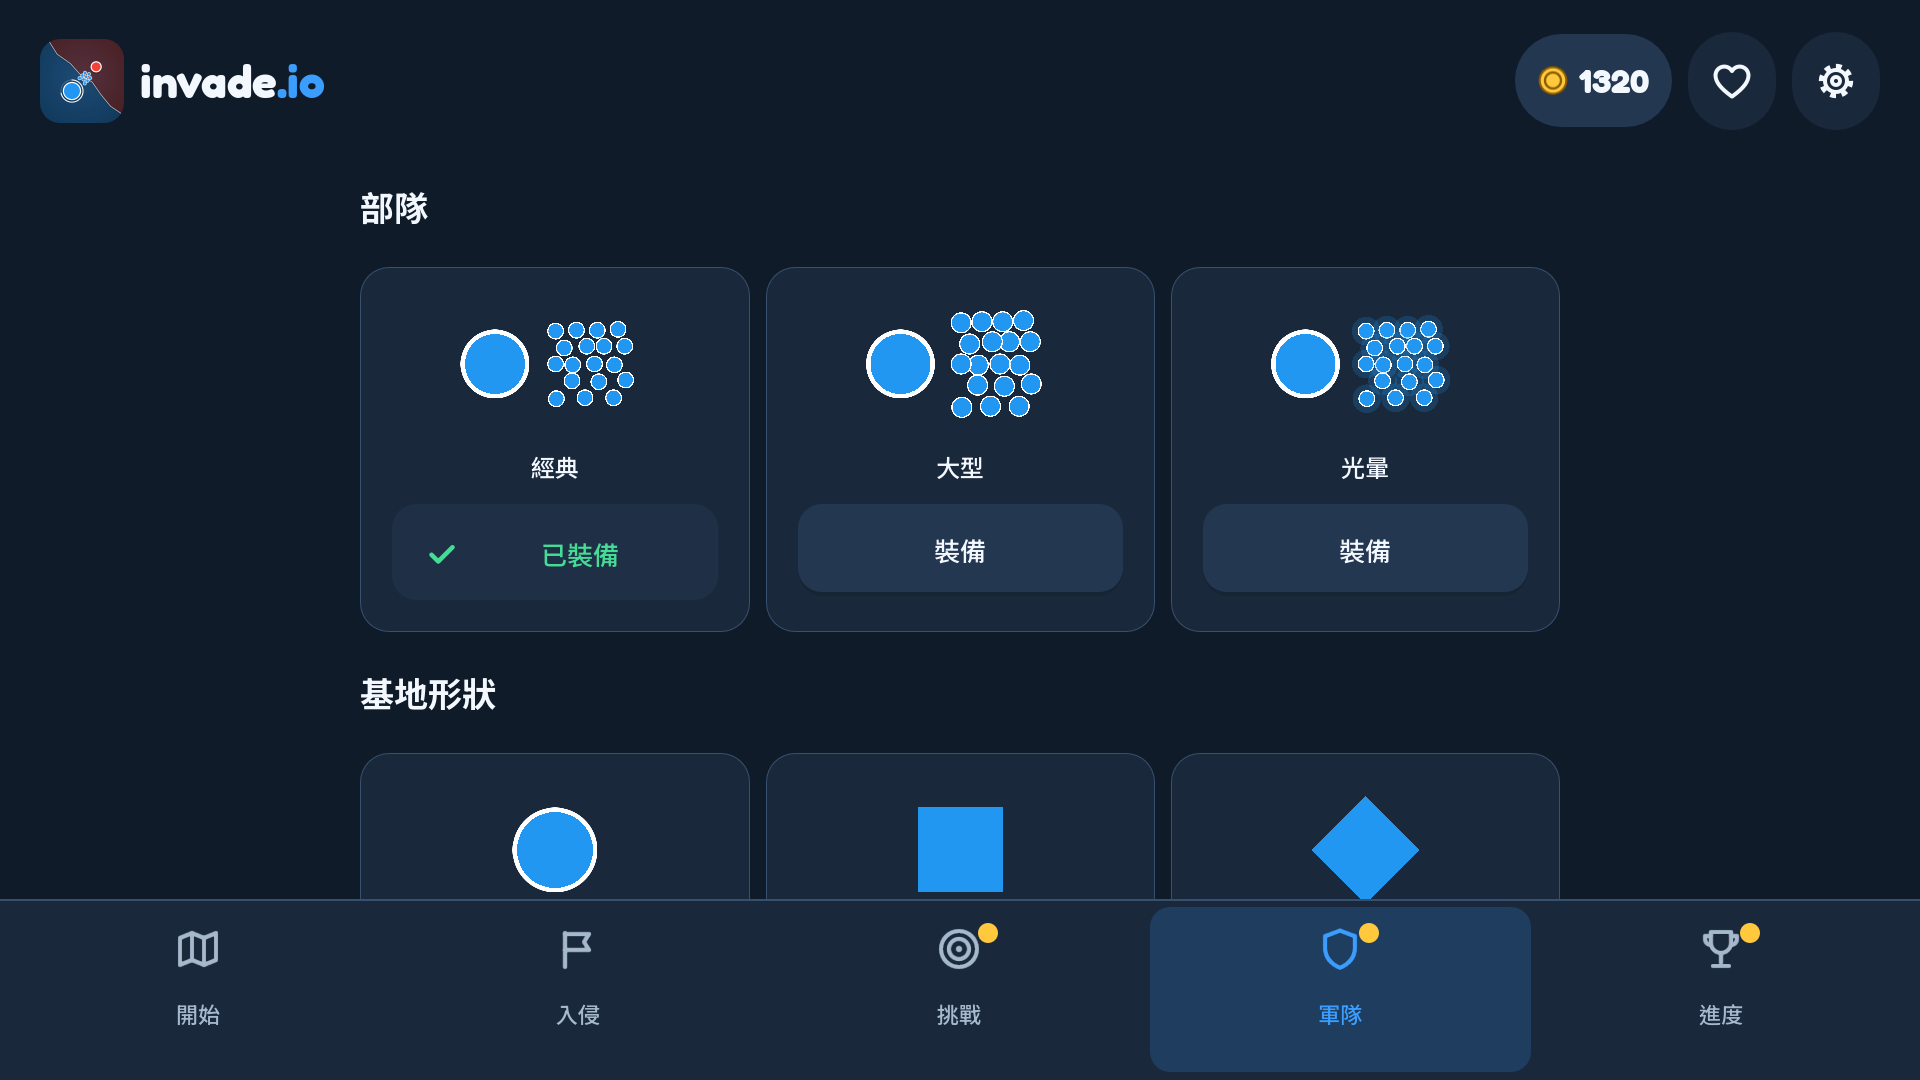 invade.io
1320
部隊
經典
大型
光暈
已裝備
裝備
裝備
基地形狀
開始
入侵
挑戰
軍隊
進度